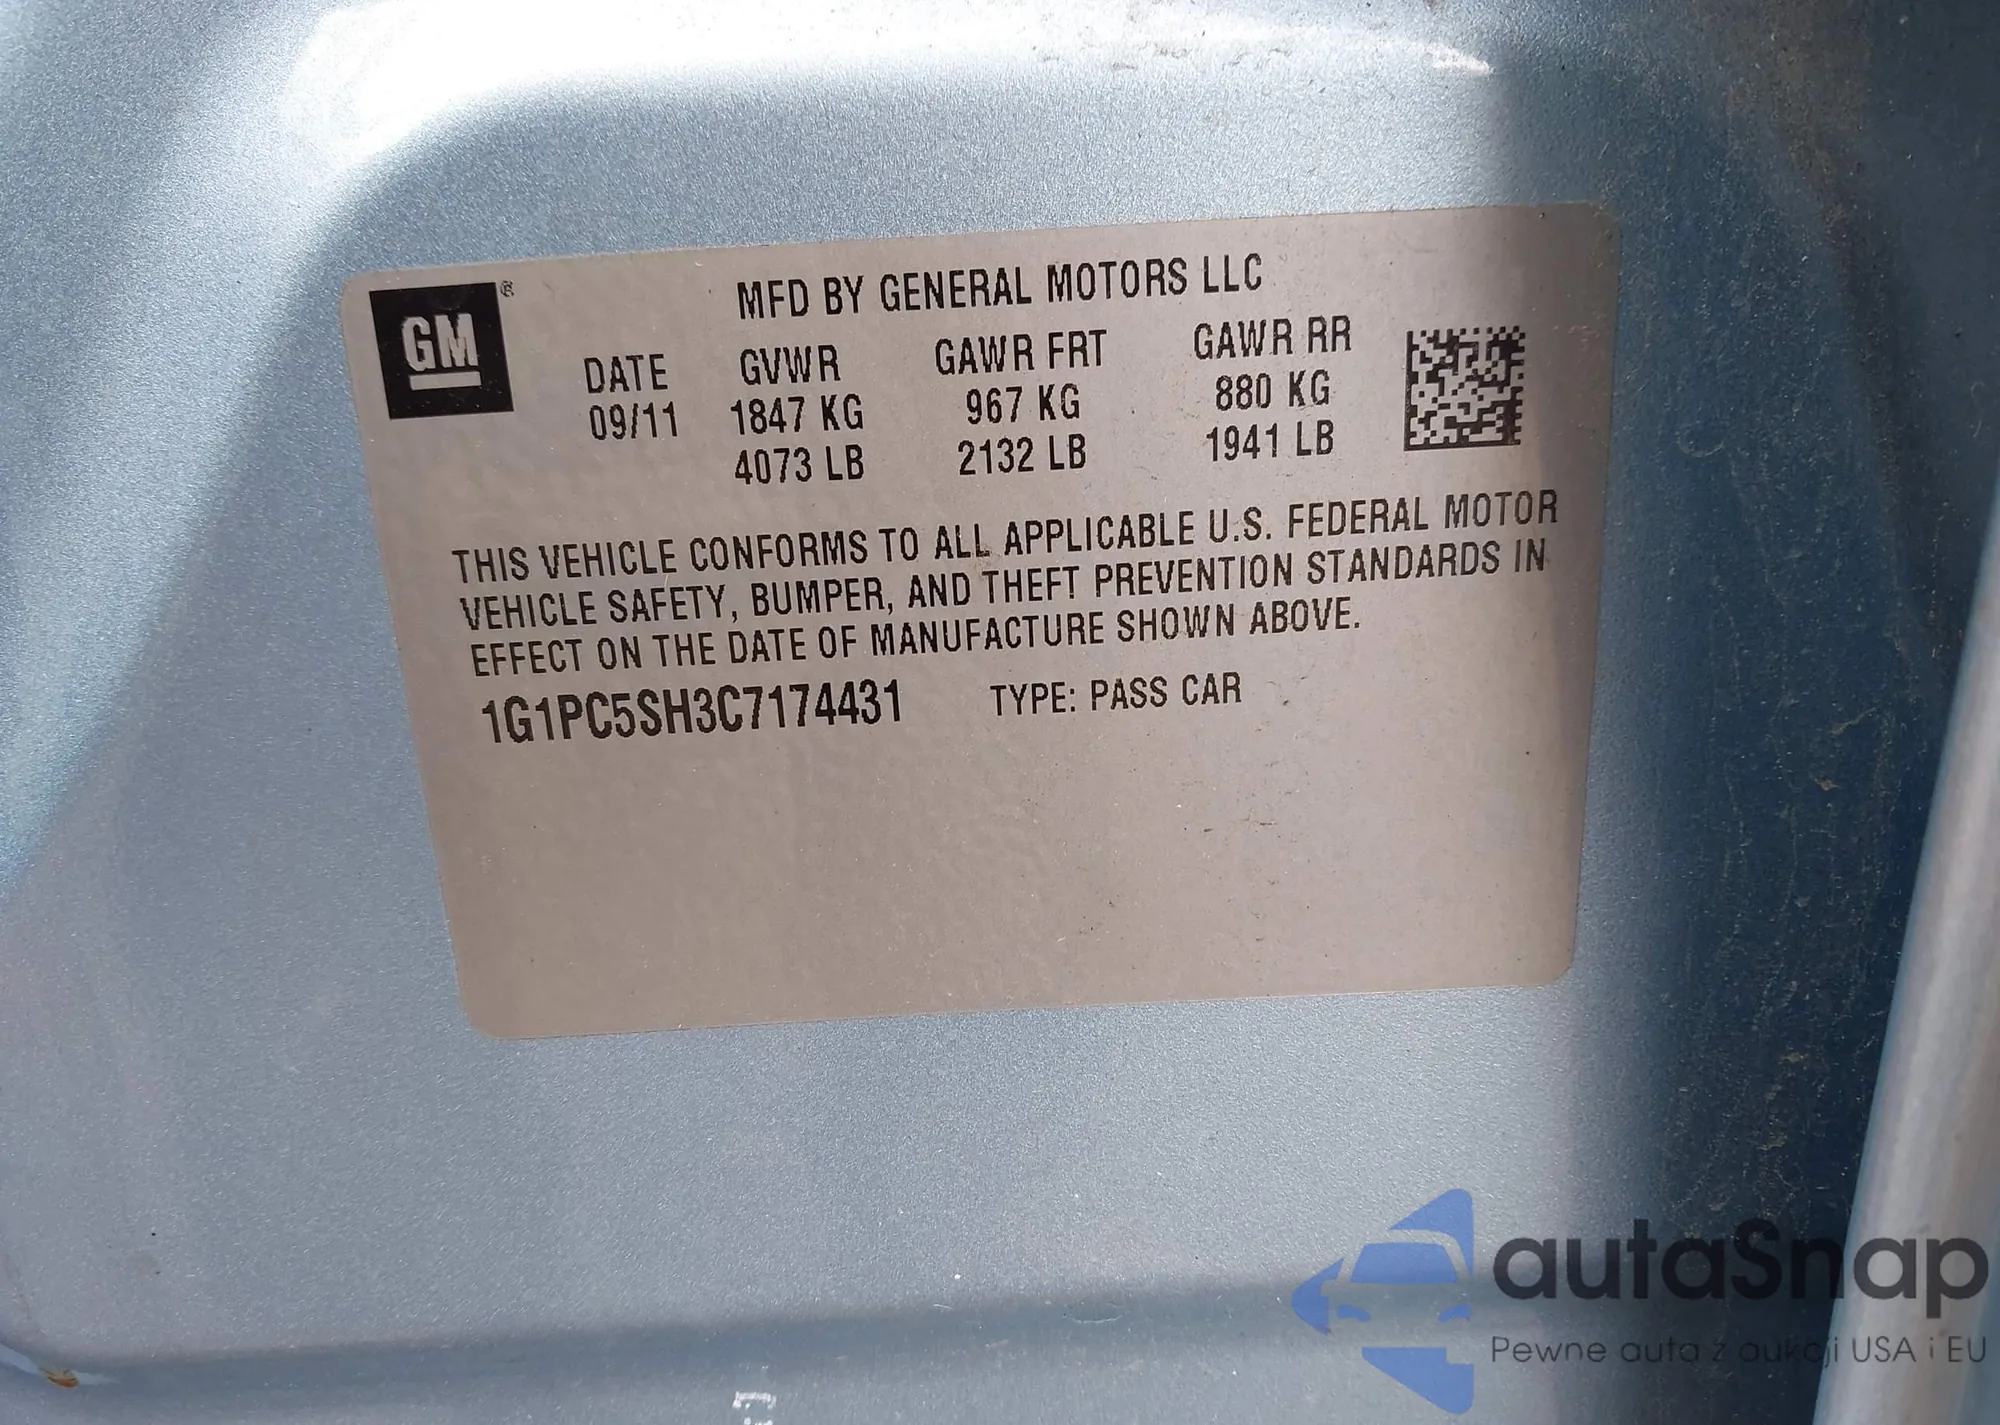 GM
®
MFD BY GENERAL MOTORS LLC
DATE GVWR GAWR FRT GAWR RR
09/11 1847 KG 967 KG 880 KG
4073 LB 2132 LB 1941 LB
THIS VEHICLE CONFORMS TO ALL APPLICABLE U.S. FEDERAL MOTOR
VEHICLE SAFETY, BUMPER, AND THEFT PREVENTION STANDARDS IN
EFFECT ON THE DATE OF MANUFACTURE SHOWN ABOVE.
1G1PC5SH3C7174431 TYPE: PASS CAR
autaSnap
Pewne auta z aukcji USA i EU